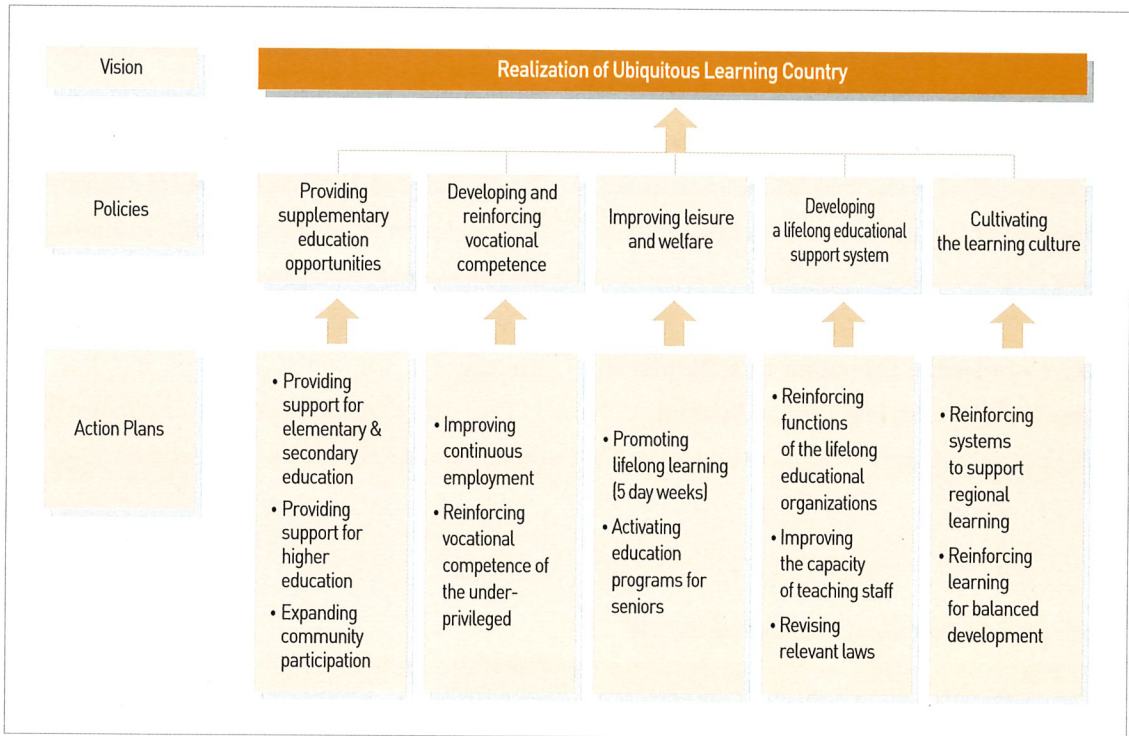 Vision
Realization of Ubiquitous Learning Country
Policies
Providing
supplementary
education
opportunities
Developing and
reinforcing
vocational
competence
Improving leisure
and welfare
Developing
a lifelong educational
support system
Cultivating
the learning culture
Action Plans
• Providing
support for
elementary &
secondary
education
• Providing
support for
higher
education
• Expanding
community
participation
• Improving
continuous
employment
• Reinforcing
vocational
competence of
the under-
privileged
• Promoting
lifelong learning
(5 day weeks)
• Activating
education
programs for
seniors
• Reinforcing
functions
of the lifelong
educational
organizations
• Improving
the capacity
of teaching staff
• Revising
relevant laws
• Reinforcing
systems
to support
regional
learning
• Reinforcing
learning
for balanced
development